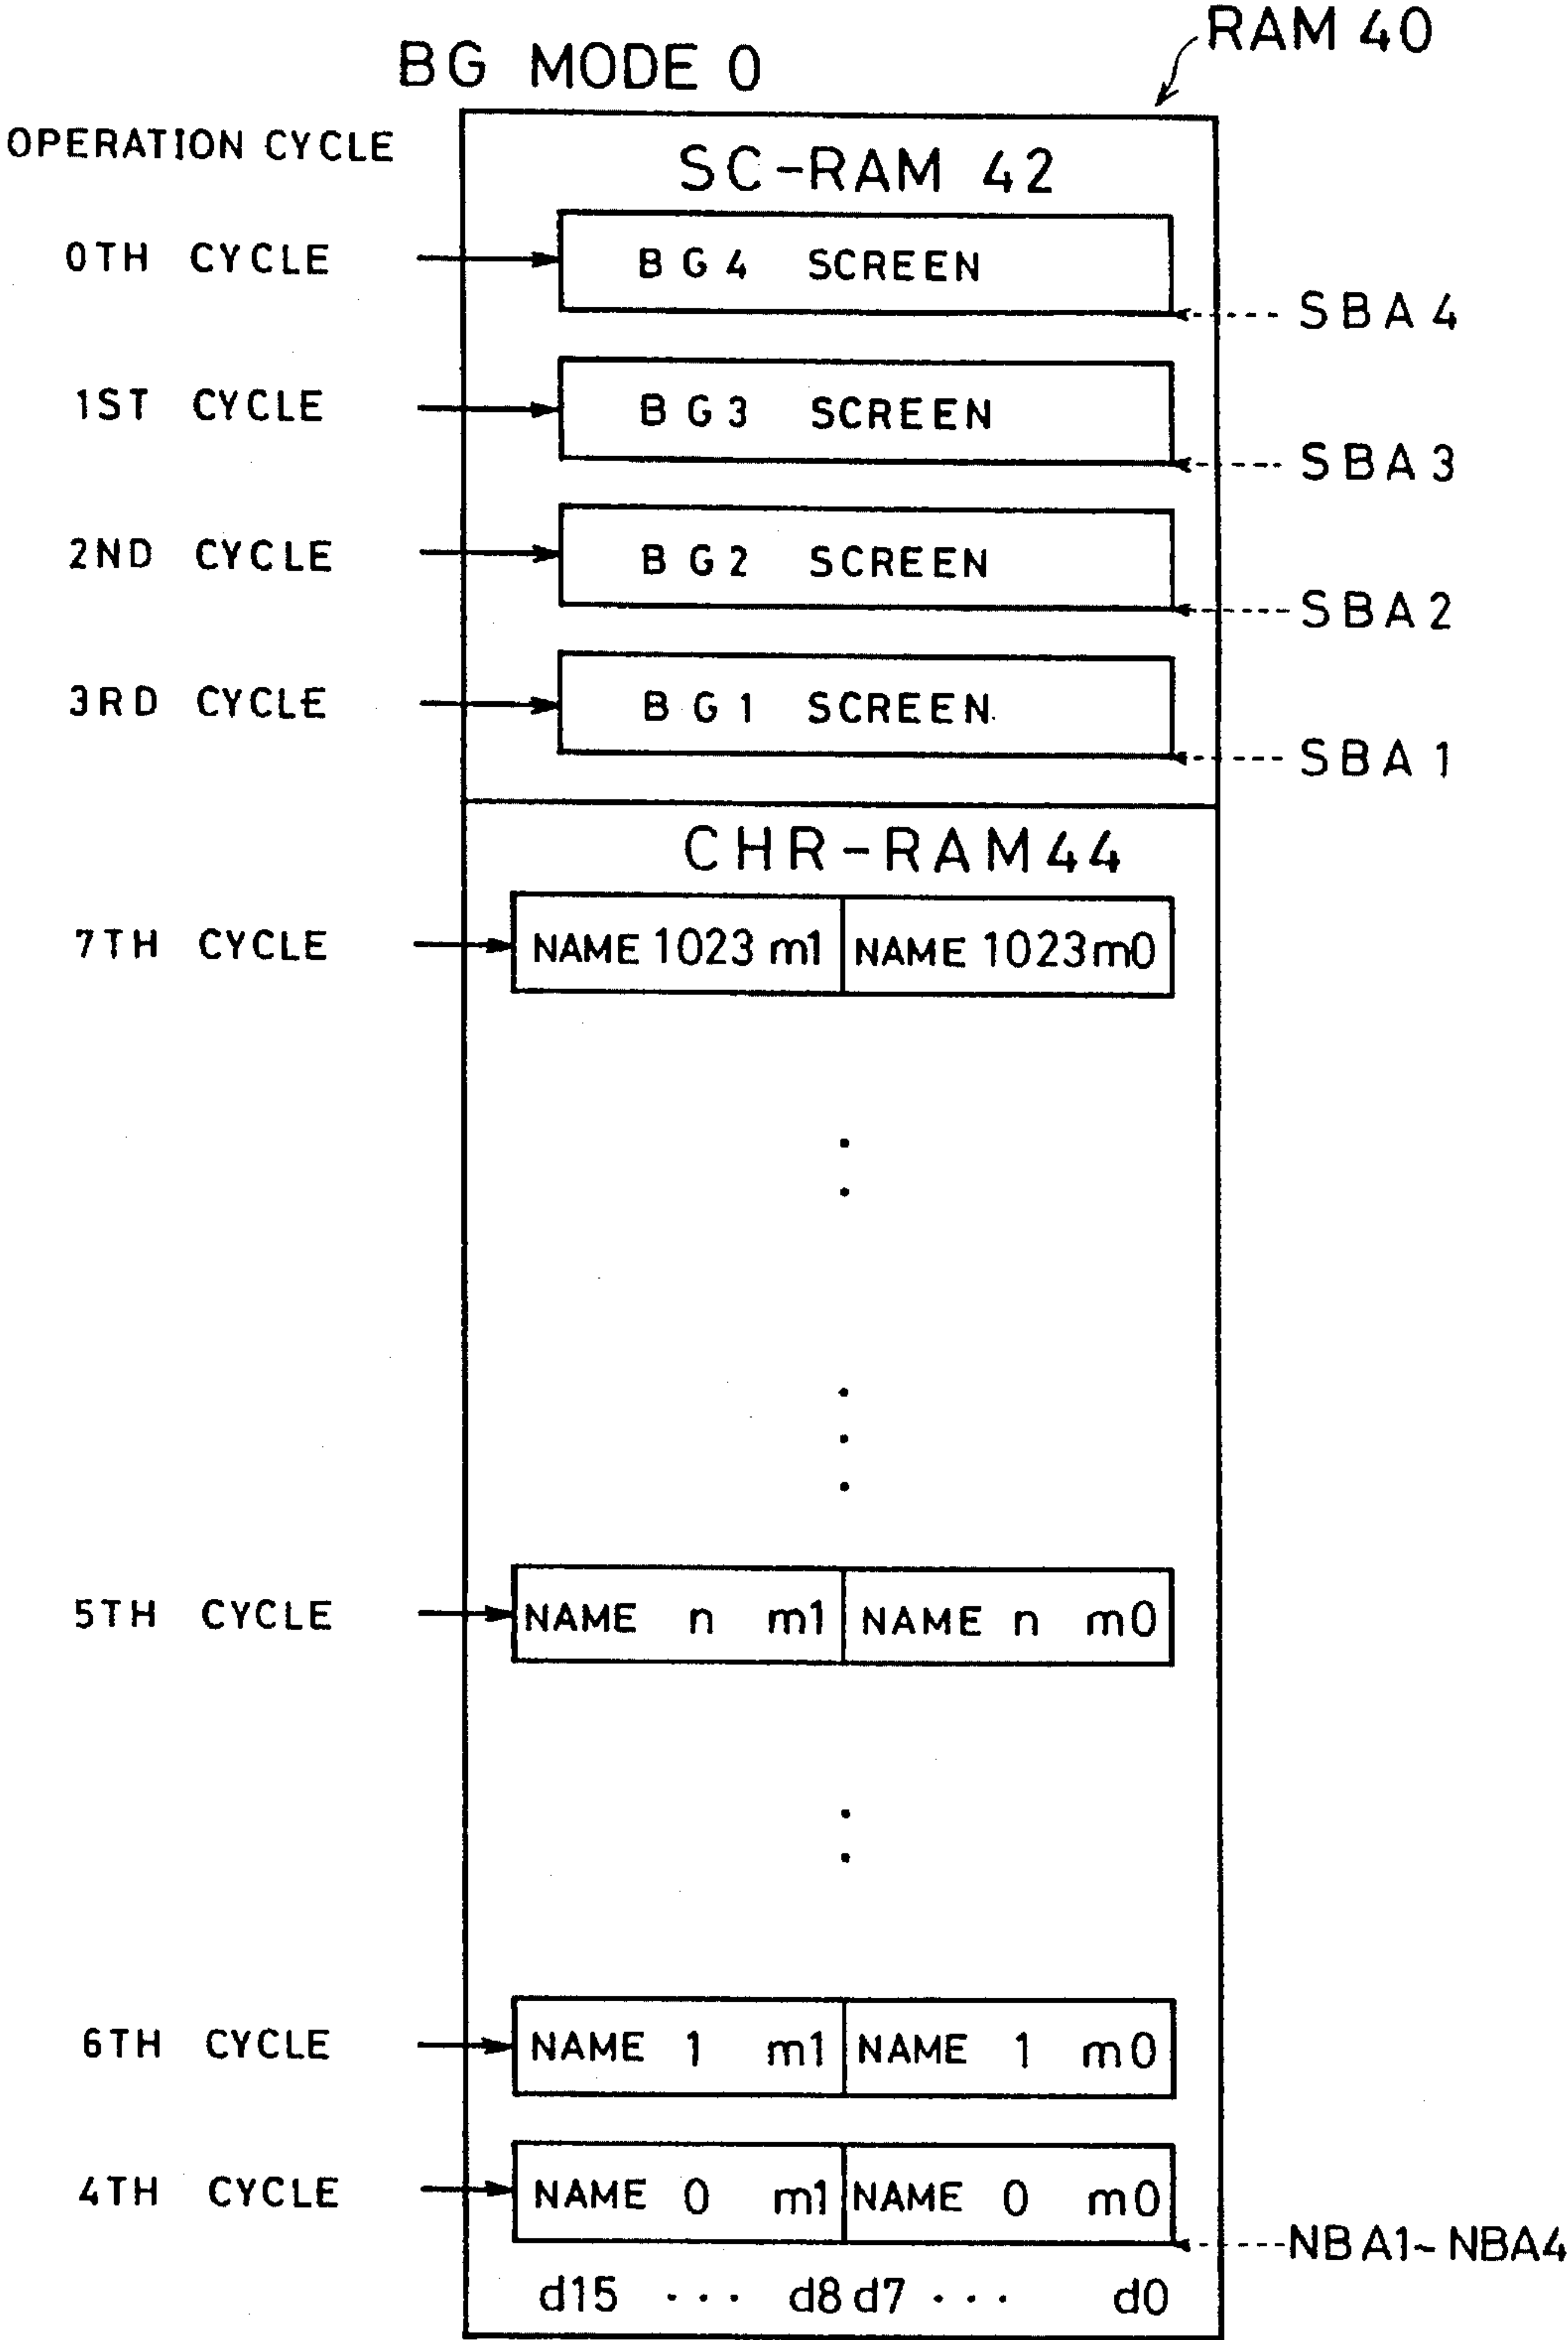 RAM 40
BG MODE 0
OPERATION CYCLE
SC-RAM 42
0TH CYCLE
BG4 SCREEN
SBA4
1ST CYCLE
BG3 SCREEN
SBA3
2ND CYCLE
BG2 SCREEN
SBA2
3RD CYCLE
BG1 SCREEN
SBA1
CHR-RAM44
7TH CYCLE
NAME 1023 m1
NAME 1023 m0
5TH CYCLE
NAME n m1
NAME n m0
6TH CYCLE
NAME 1 m1
NAME 1 m0
4TH CYCLE
NAME 0 m1
NAME 0 m0
NBA1~NBA4
d15 ... d8 d7 ... d0